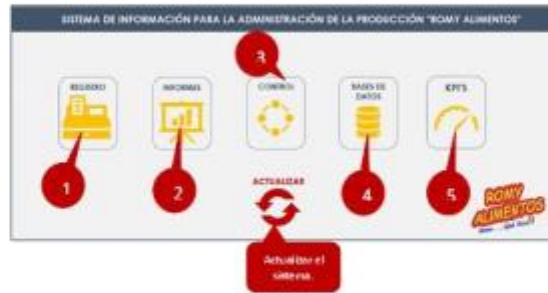 SISTEMA DE INFORMACIÓN PARA LA ADMINISTRACIÓN DE LA PRODUCCIÓN "ROMY ALIMENTOS"
3
REGISTRO
INFORMES
CONTROL
BASES DE
DATOS
KPI'S
1
2
4
5
ACTUALIZAR
ROMY
ALIMENTOS
Actualizar el
sistema.